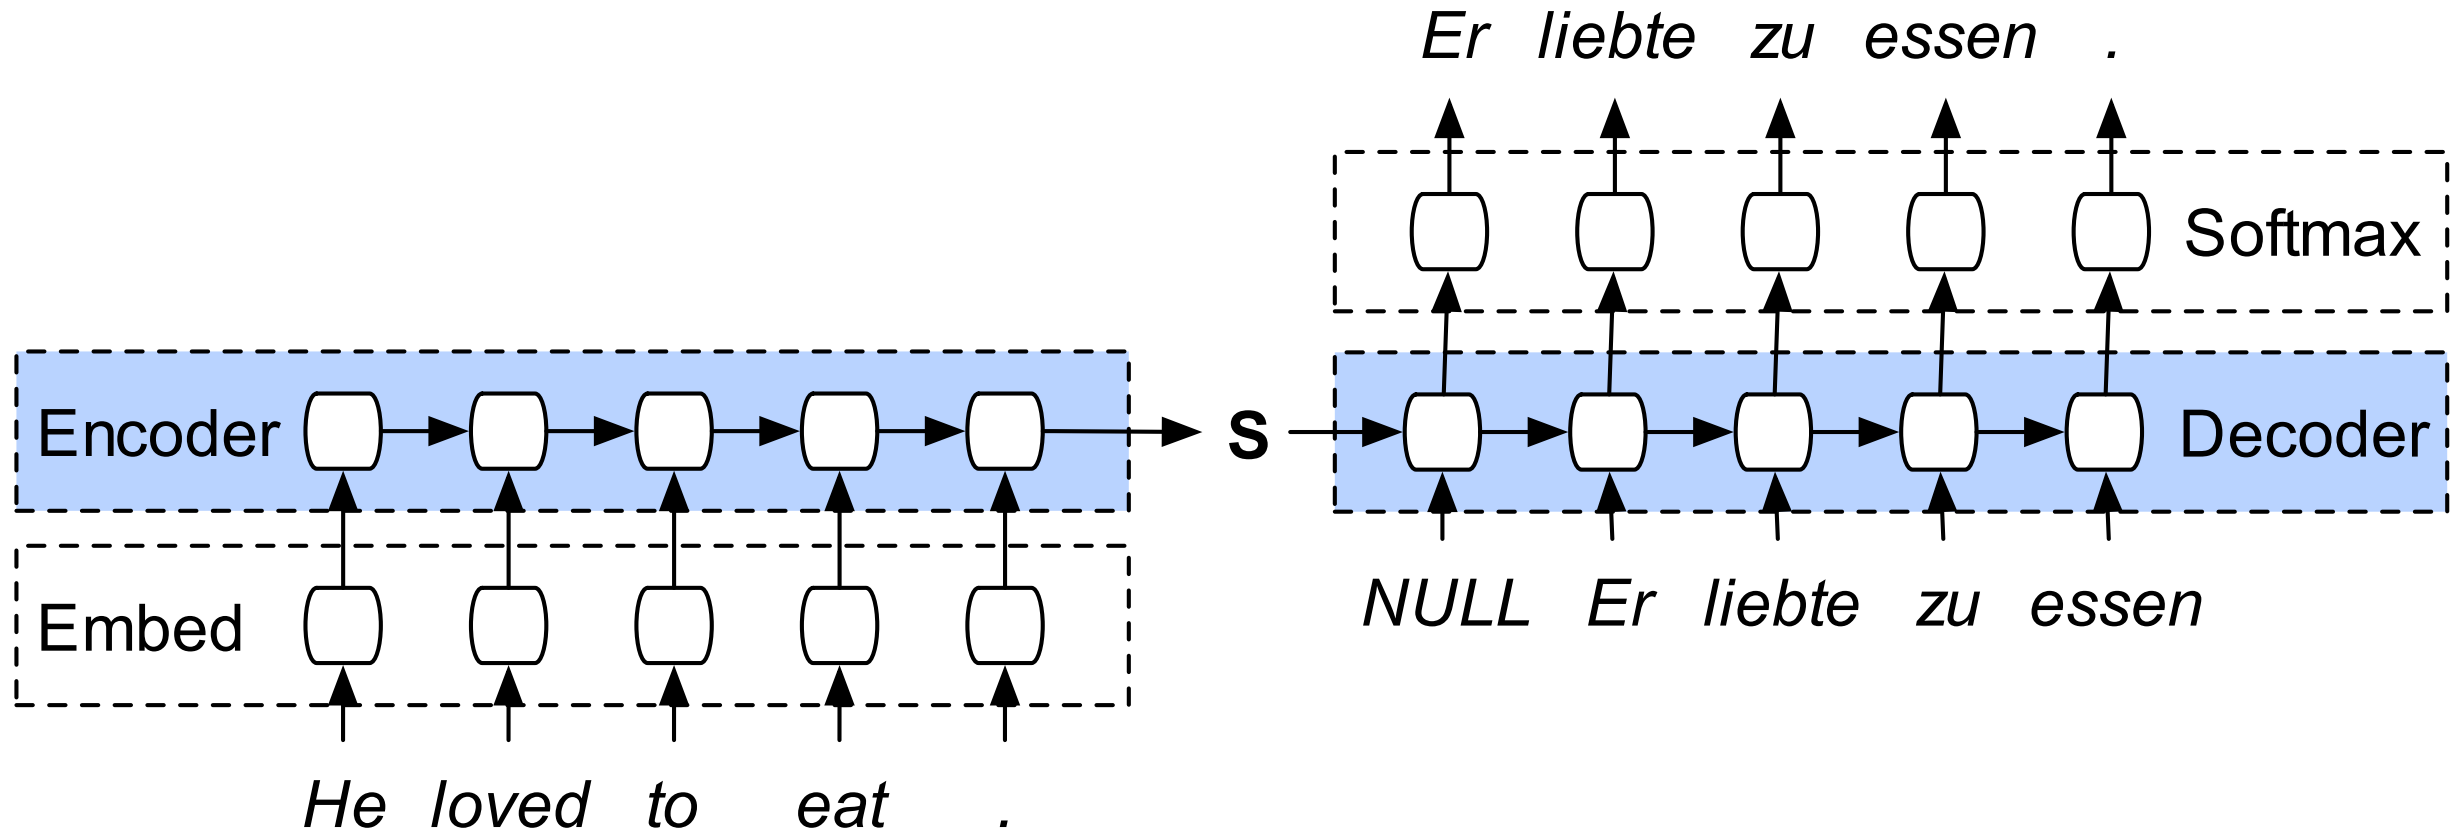 Er liebte zu essen .
Softmax
Encoder
S
Decoder
NULL Er liebte zu essen
Embed
He loved to eat .